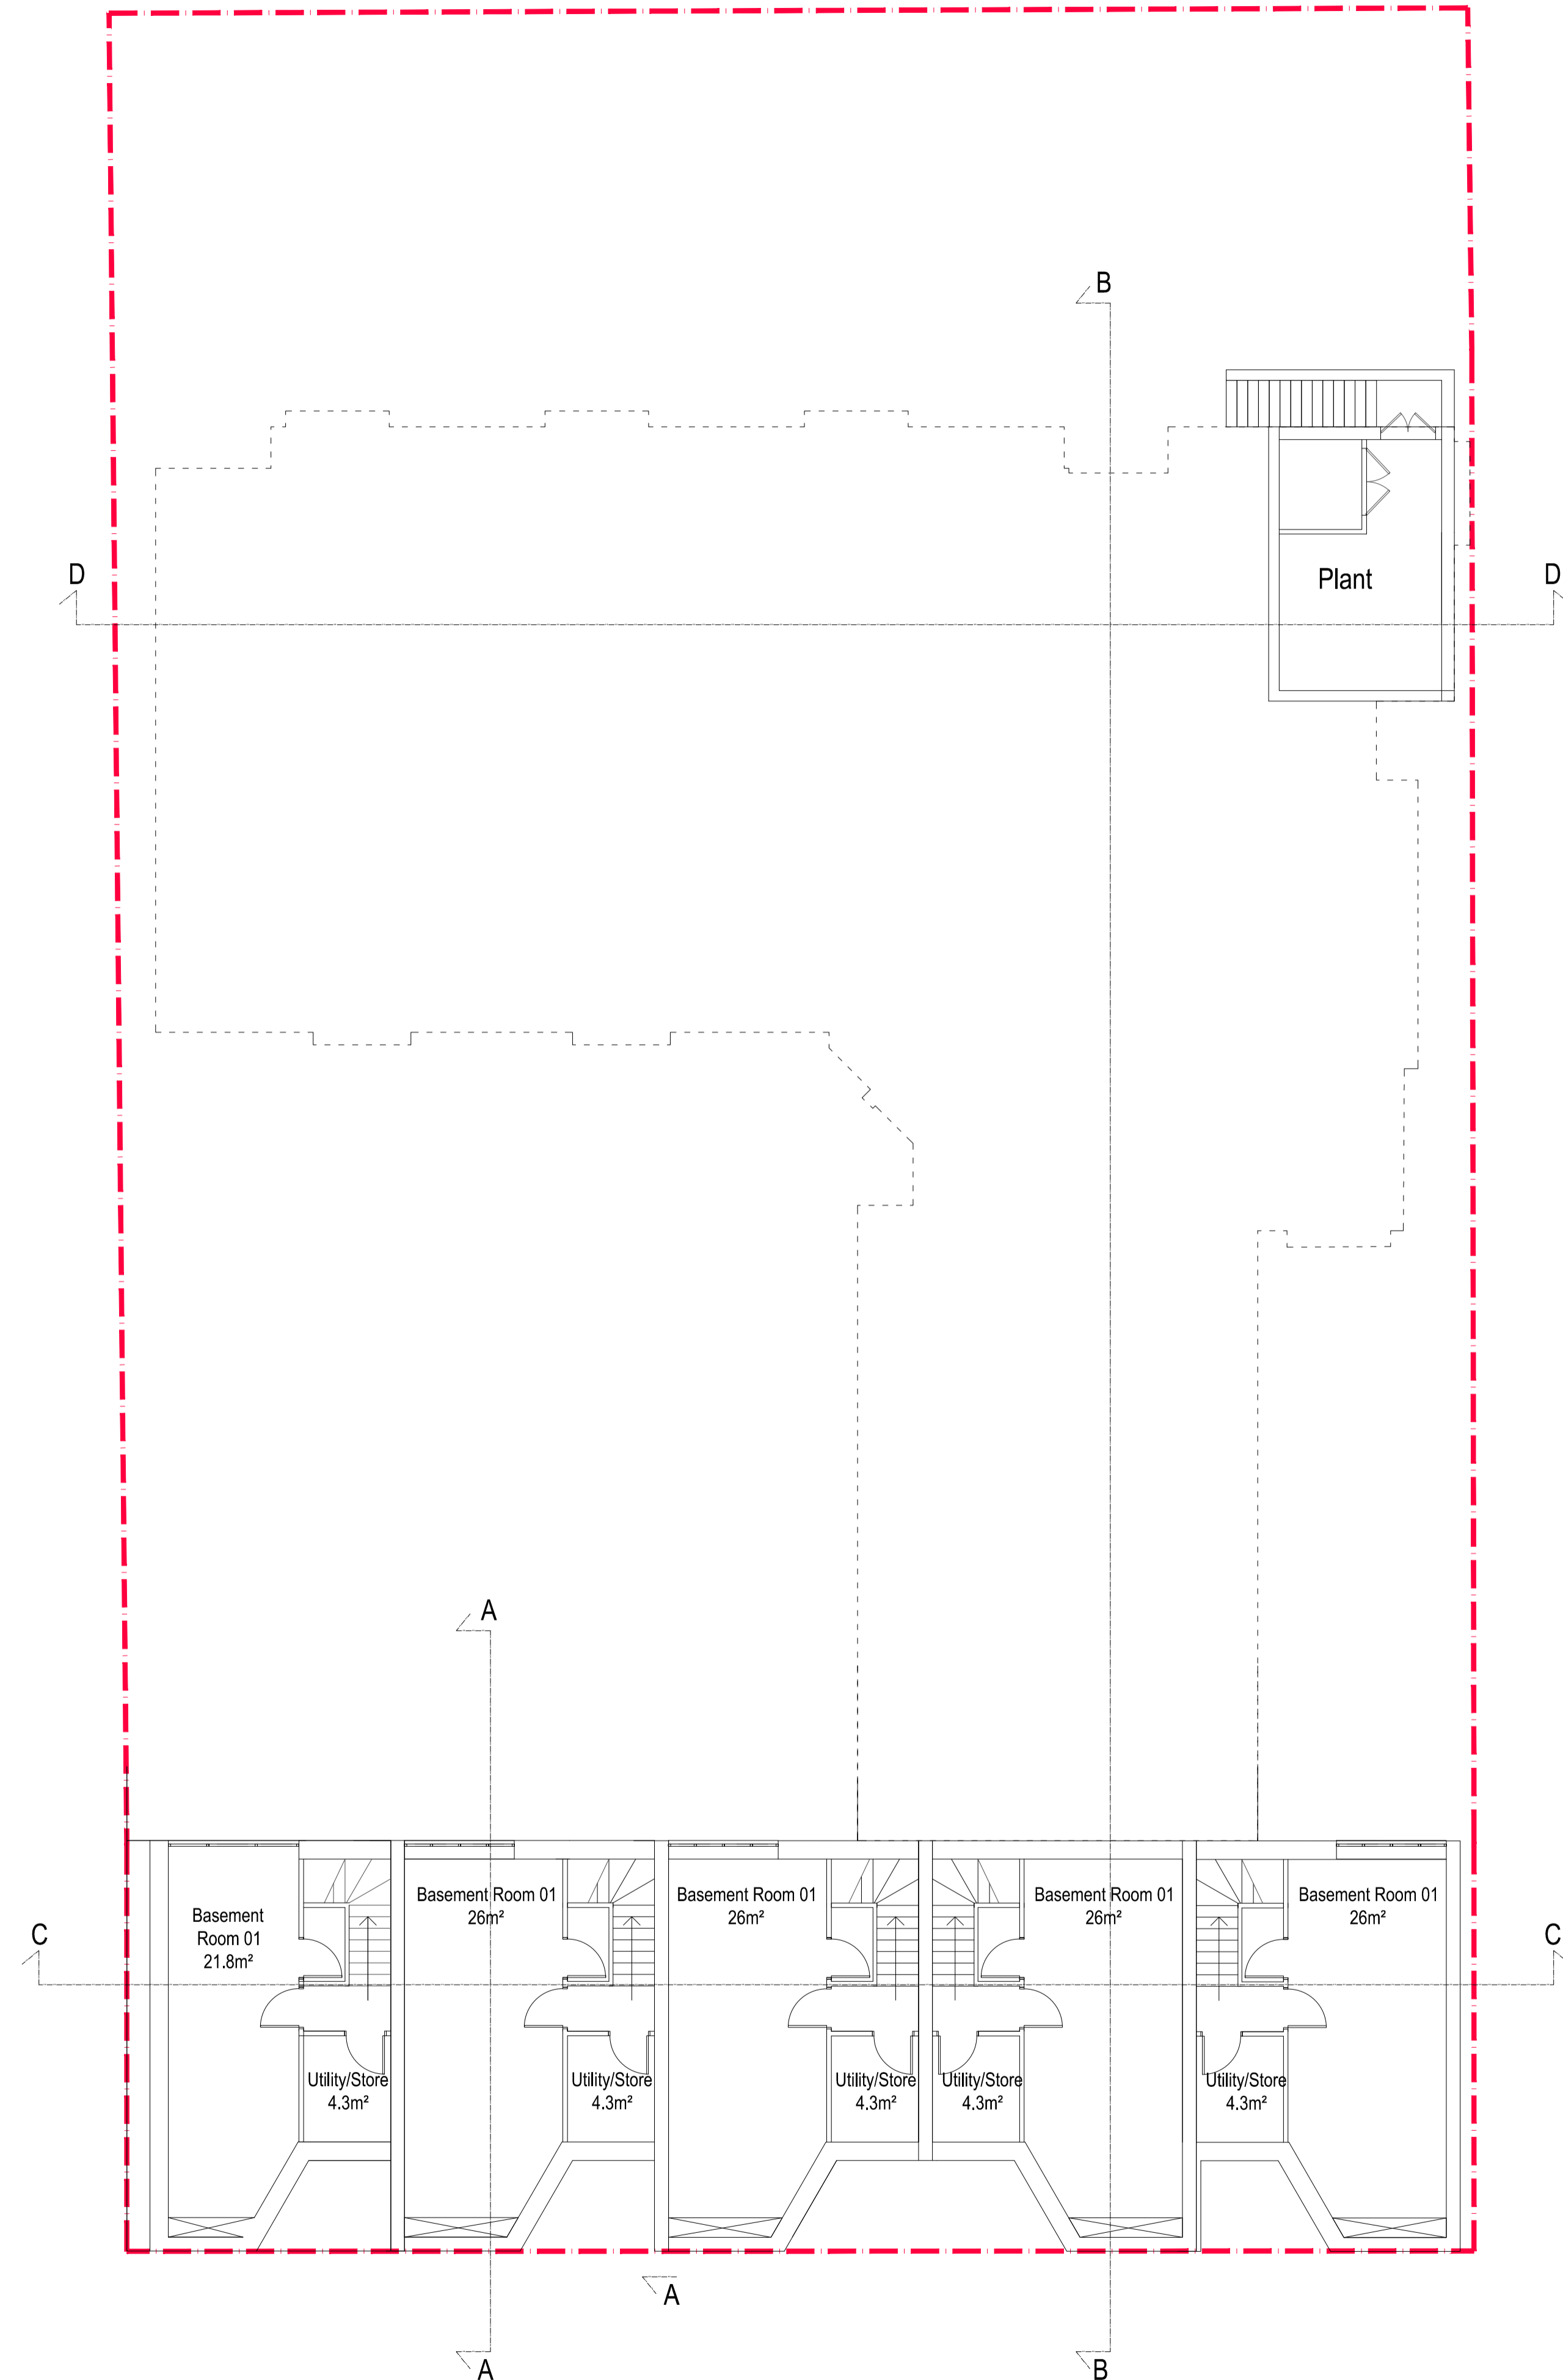 B
D
D
Plant
A
Basement Room 01
26m²
Basement Room 01
26m²
Basement Room 01
26m²
Basement Room 01
26m²
Basement
Room 01
21.8m²
C
C
Utility/Store
4.3m²
Utility/Store
4.3m²
Utility/Store
4.3m²
Utility/Store
4.3m²
Utility/Store
4.3m²
A
A
B